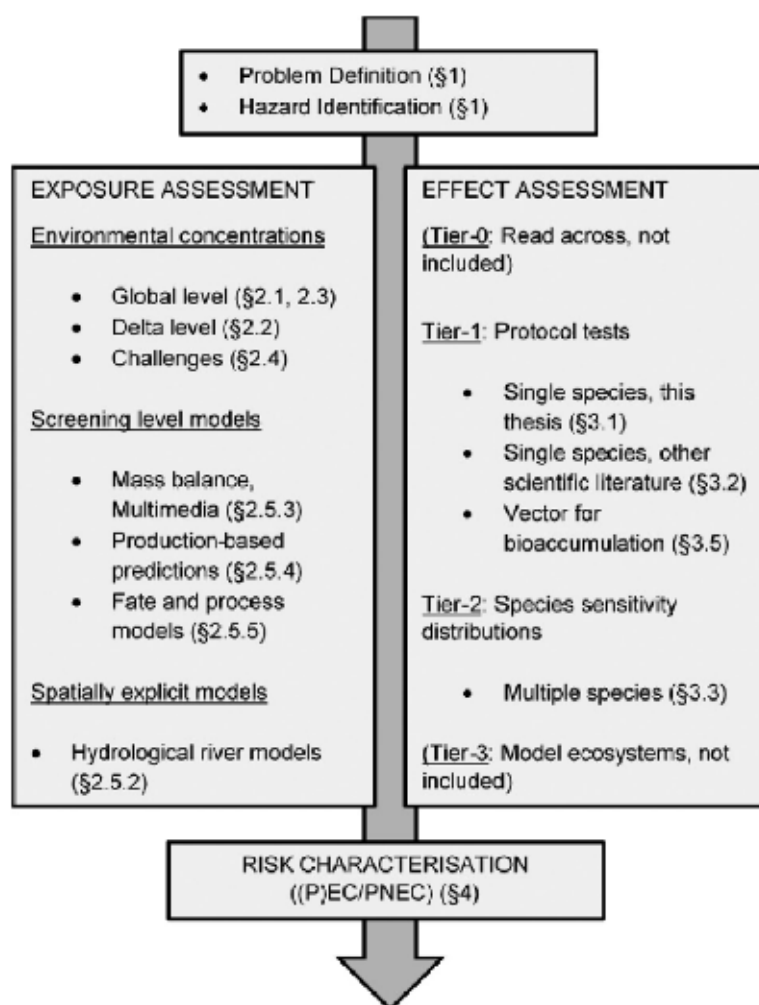 • Problem Definition (§1)
• Hazard Identification (§1)
EXPOSURE ASSESSMENT
Environmental concentrations
• Global level (§2.1, 2.3)
• Delta level (§2.2)
• Challenges (§2.4)
Screening level models
• Mass balance,
Multimedia (§2.5.3)
• Production-based
predictions (§2.5.4)
• Fate and process
models (§2.5.5)
Spatially explicit models
• Hydrological river models
(§2.5.2)
EFFECT ASSESSMENT
(Tier-0: Read across, not
included)
Tier-1: Protocol tests
• Single species, this
thesis (§3.1)
• Single species, other
scientific literature (§3.2)
• Vector for
bioaccumulation (§3.5)
Tier-2: Species sensitivity
distributions
• Multiple species (§3.3)
(Tier-3: Model ecosystems, not
included)
RISK CHARACTERISATION
((P)EC/PNEC) (§4)